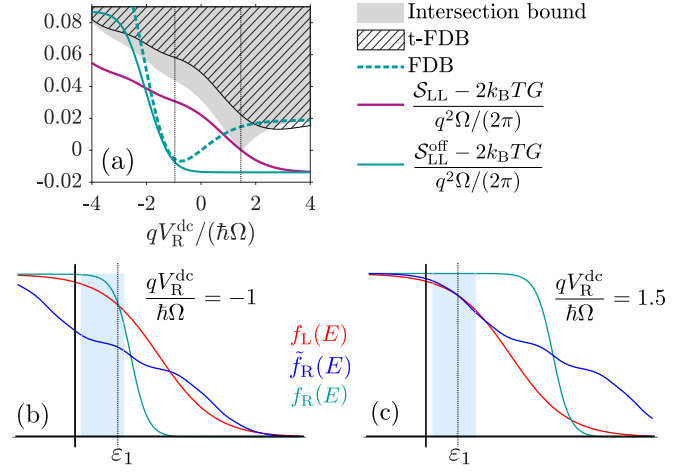 0.08
0.06
0.04
0.02
0
−0.02
(a)
-4 -2 0 2 4
qV_R^dc/(ħΩ)
Intersection bound
t-FDB
FDB
S_LL − 2k_BTG
q²Ω/(2π)
S_LL^off − 2k_BTG
q²Ω/(2π)
qV_R^dc/ħΩ = −1
(b)
ε₁
f_L(E)
f̃_R(E)
f_R(E)
qV_R^dc/ħΩ = 1.5
(c)
ε₁